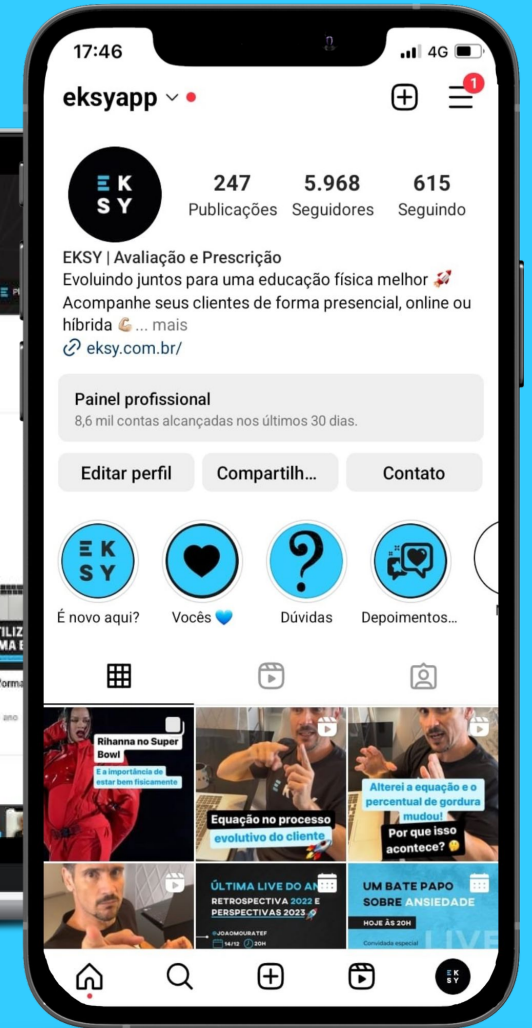 17:46
4G
eksyapp
1
E K
S Y
247
5.968
615
Publicações
Seguidores
Seguindo
EKSY | Avaliação e Prescrição
Evoluindo juntos para uma educação física melhor 🚀
Acompanhe seus clientes de forma presencial, online ou
híbrida 💪🏼... mais
eksy.com.br/
Painel profissional
8,6 mil contas alcançadas nos últimos 30 dias.
Editar perfil
Compartilh...
Contato
E K
S Y
?
É novo aqui?
Vocês 💙
Dúvidas
Depoimentos...
Rihanna no Super
Bowl
E a importância de
estar bem fisicamente
Equação no processo
evolutivo do cliente
Alterei a equação e o
percentual de gordura
mudou!
Por que isso
acontece? 🤔
ÚLTIMA LIVE DO AN
RETROSPECTIVA 2022 E
PERSPECTIVAS 2023 🚀
@JOAOMOURATEF
14/12 20H
UM BATE PAPO
SOBRE ANSIEDADE
HOJE ÀS 20H
Convidada especial
LIVE
E K
S Y